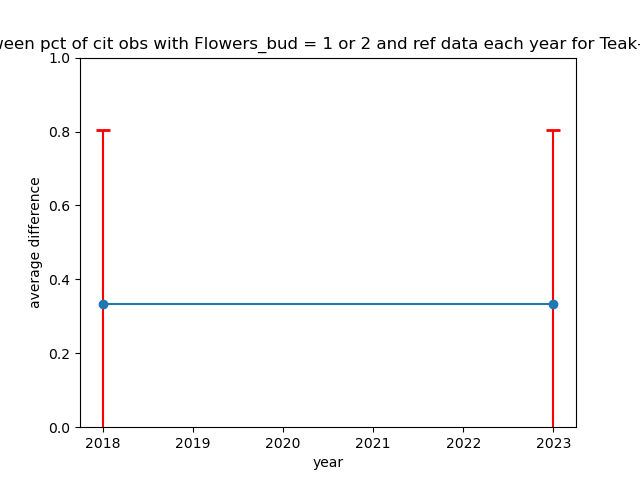 ween pct of cit obs with Flowers_bud = 1 or 2 and ref data each year for Teak-
1.0
0.8
0.6
0.4
0.2
0.0
average difference
2018 2019 2020 2021 2022 2023
year